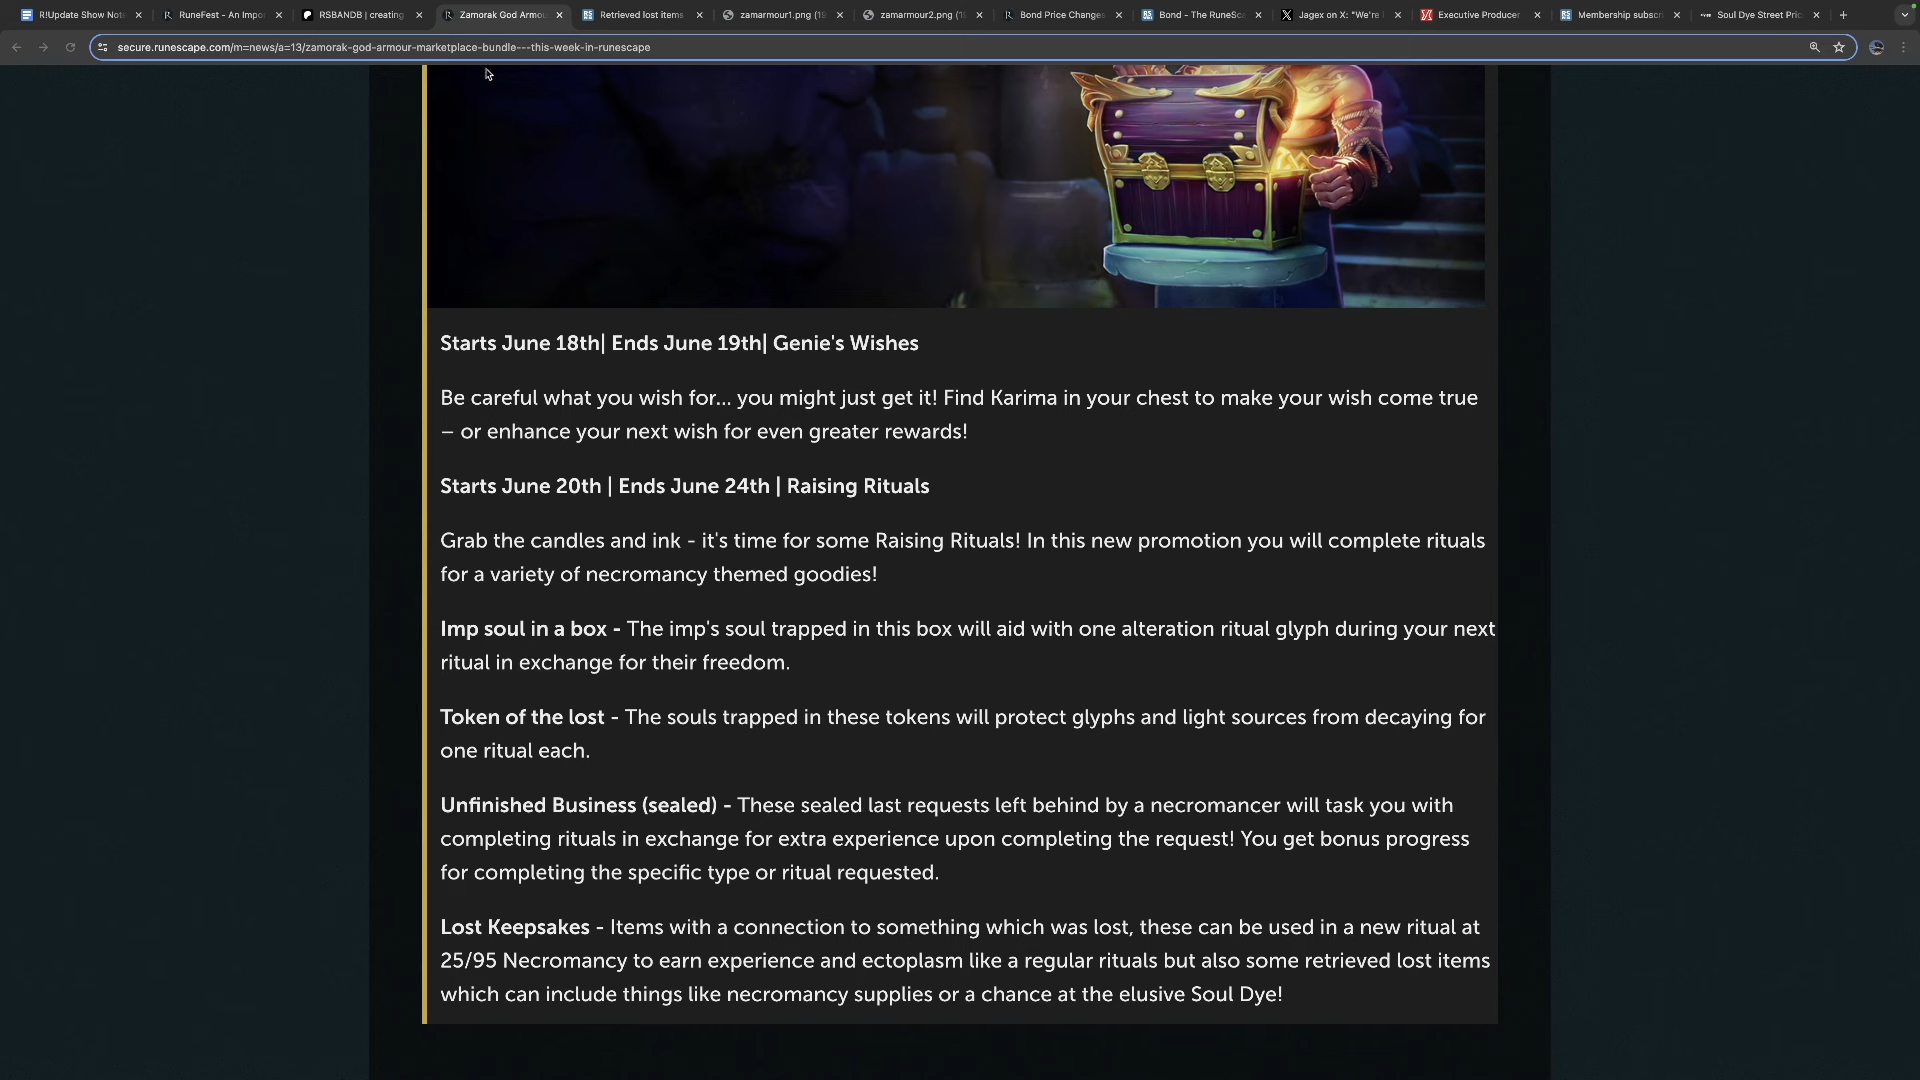 R!Update Show Not
RuneFest - An Impo
RSBANDB | creating
Zamorak God Armou
Retrieved lost items
zamarmour1.png (1
zamarmour2.png (1
Bond Price Changes
Bond - The RuneSca
Jagex on X: "We're
Executive Producer
Membership subscri
Soul Dye Street Pric
secure.runescape.com/m=news/a=13/zamorak-god-armour-marketplace-bundle---this-week-in-runescape
Starts June 18th| Ends June 19th| Genie's Wishes
Be careful what you wish for... you might just get it! Find Karima in your chest to make your wish come true
– or enhance your next wish for even greater rewards!
Starts June 20th | Ends June 24th | Raising Rituals
Grab the candles and ink - it's time for some Raising Rituals! In this new promotion you will complete rituals
for a variety of necromancy themed goodies!
Imp soul in a box - The imp's soul trapped in this box will aid with one alteration ritual glyph during your next
ritual in exchange for their freedom.
Token of the lost - The souls trapped in these tokens will protect glyphs and light sources from decaying for
one ritual each.
Unfinished Business (sealed) - These sealed last requests left behind by a necromancer will task you with
completing rituals in exchange for extra experience upon completing the request! You get bonus progress
for completing the specific type or ritual requested.
Lost Keepsakes - Items with a connection to something which was lost, these can be used in a new ritual at
25/95 Necromancy to earn experience and ectoplasm like a regular rituals but also some retrieved lost items
which can include things like necromancy supplies or a chance at the elusive Soul Dye!